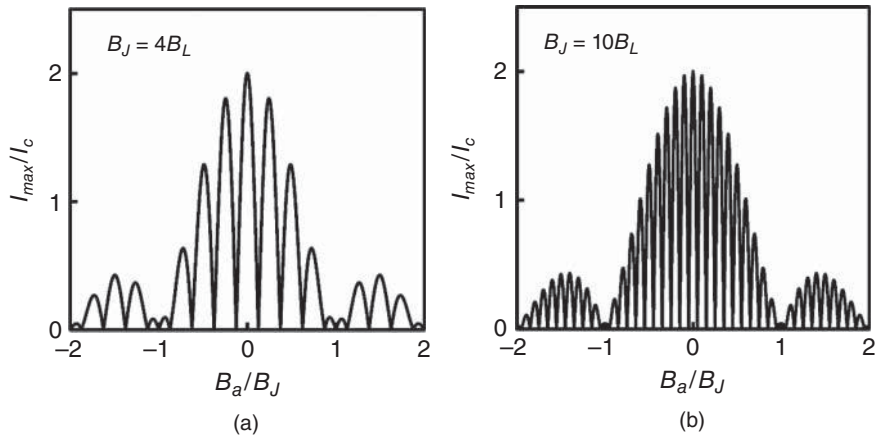 B_J = 4B_L
I_max/I_c
2
1
0
–2 –1 0 1 2
B_a/B_J
(a)
B_J = 10B_L
I_max/I_c
2
1
0
–2 –1 0 1 2
B_a/B_J
(b)